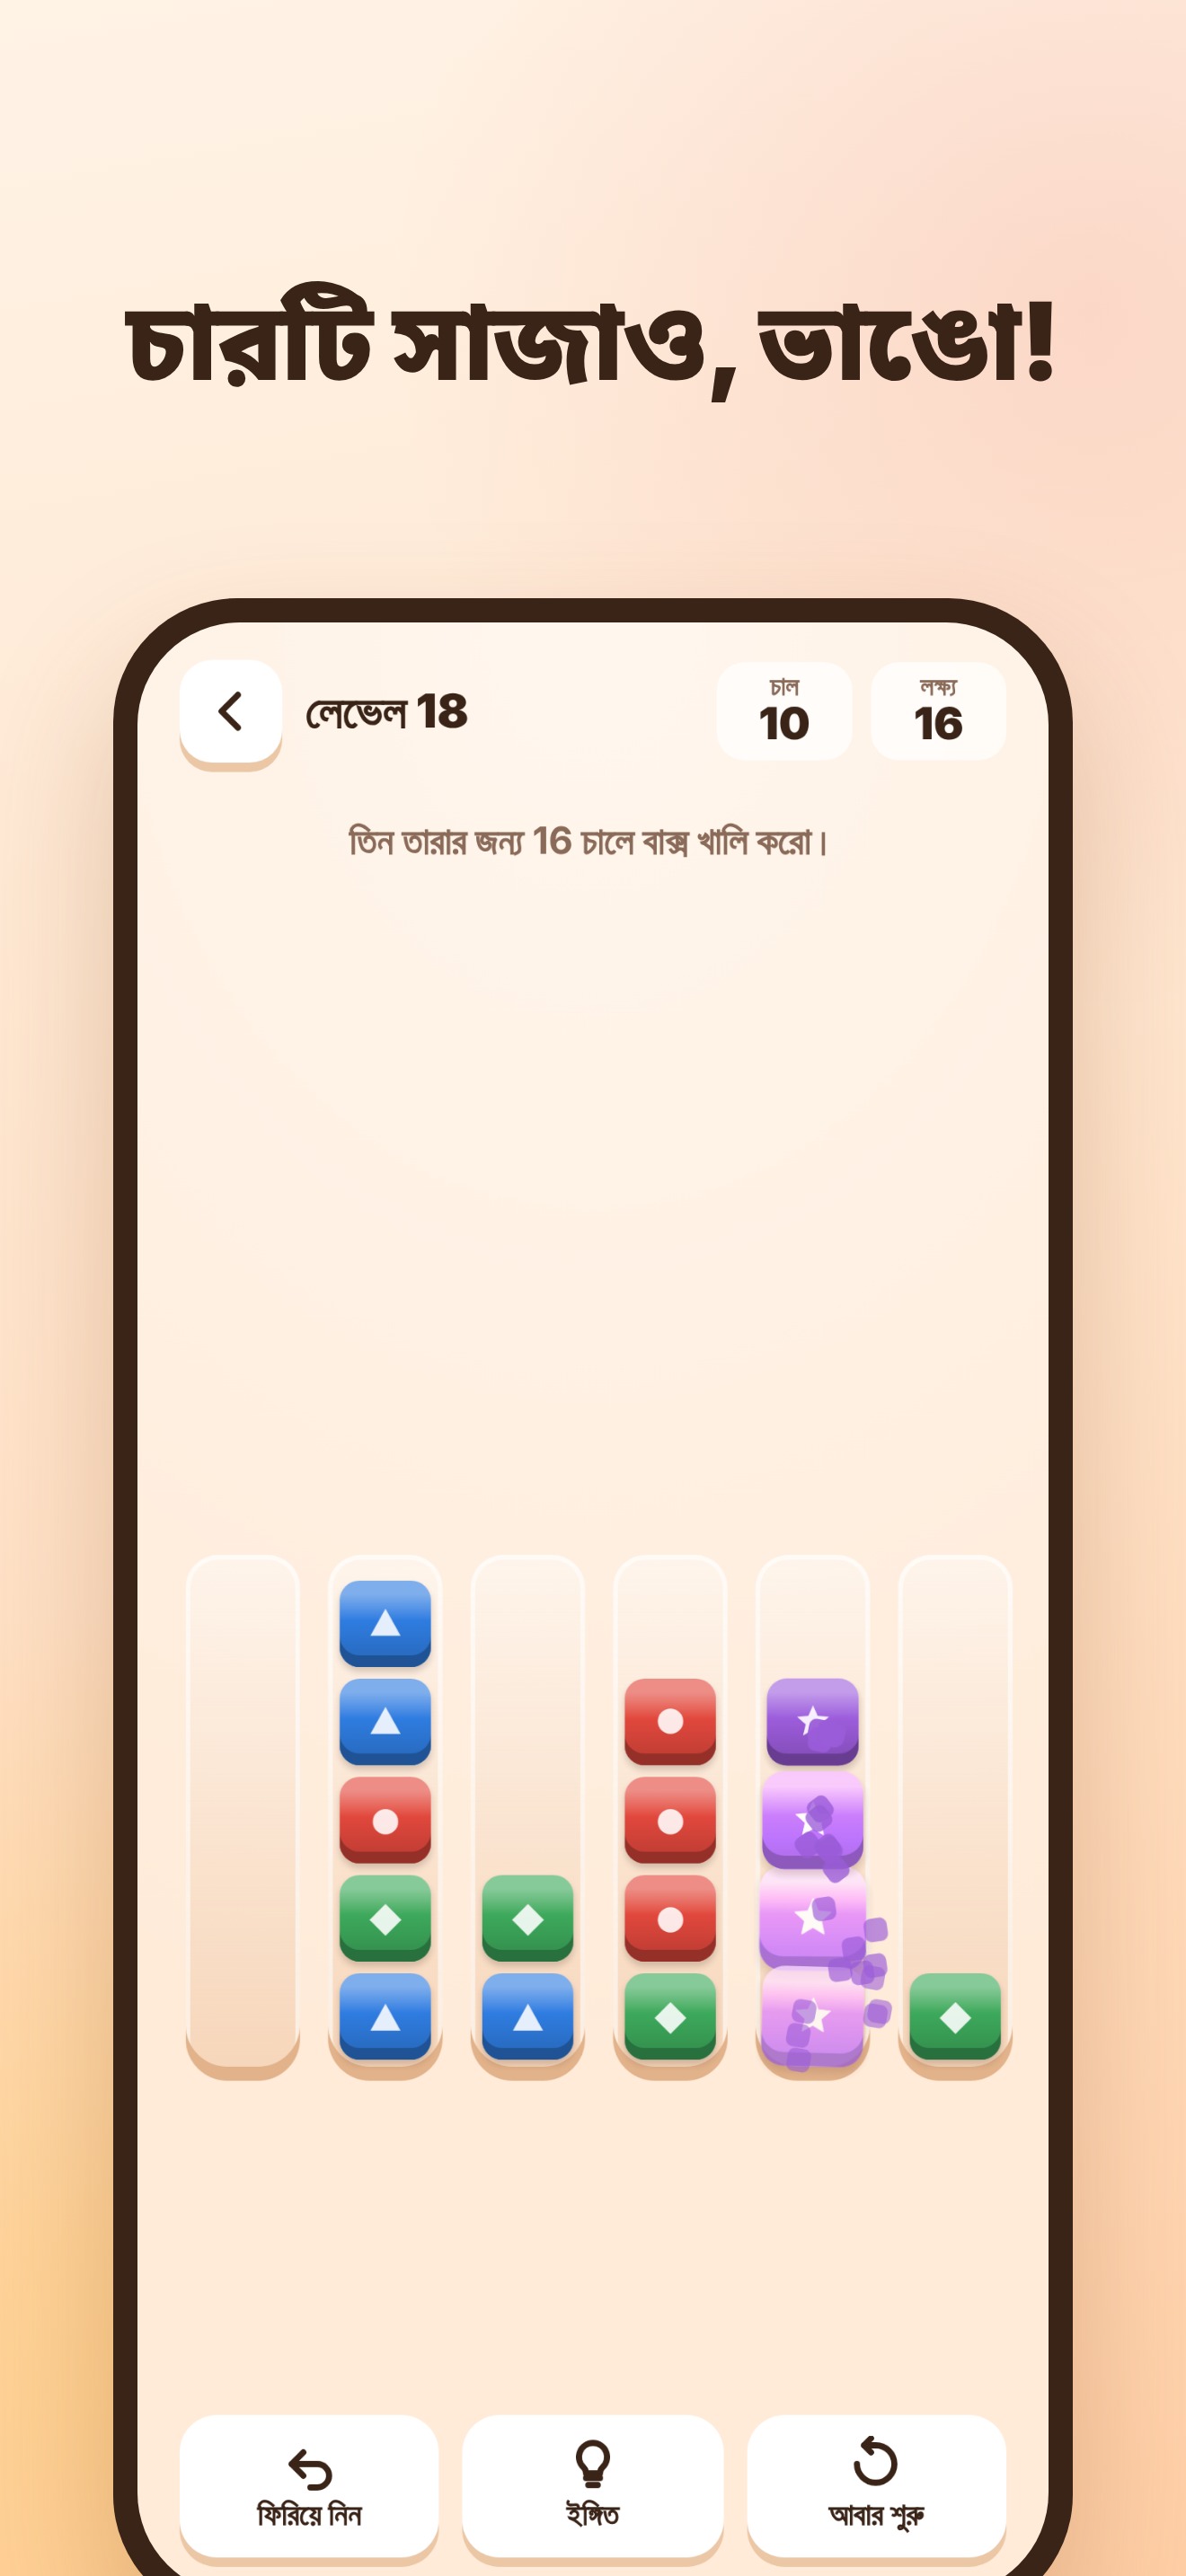 চারটি সাজাও, ভাঙো!
লেভেল 18
চাল
10
লক্ষ্য
16
তিন তারার জন্য 16 চালে বাক্স খালি করো।
ফিরিয়ে নিন
ইঙ্গিত
আবার শুরু